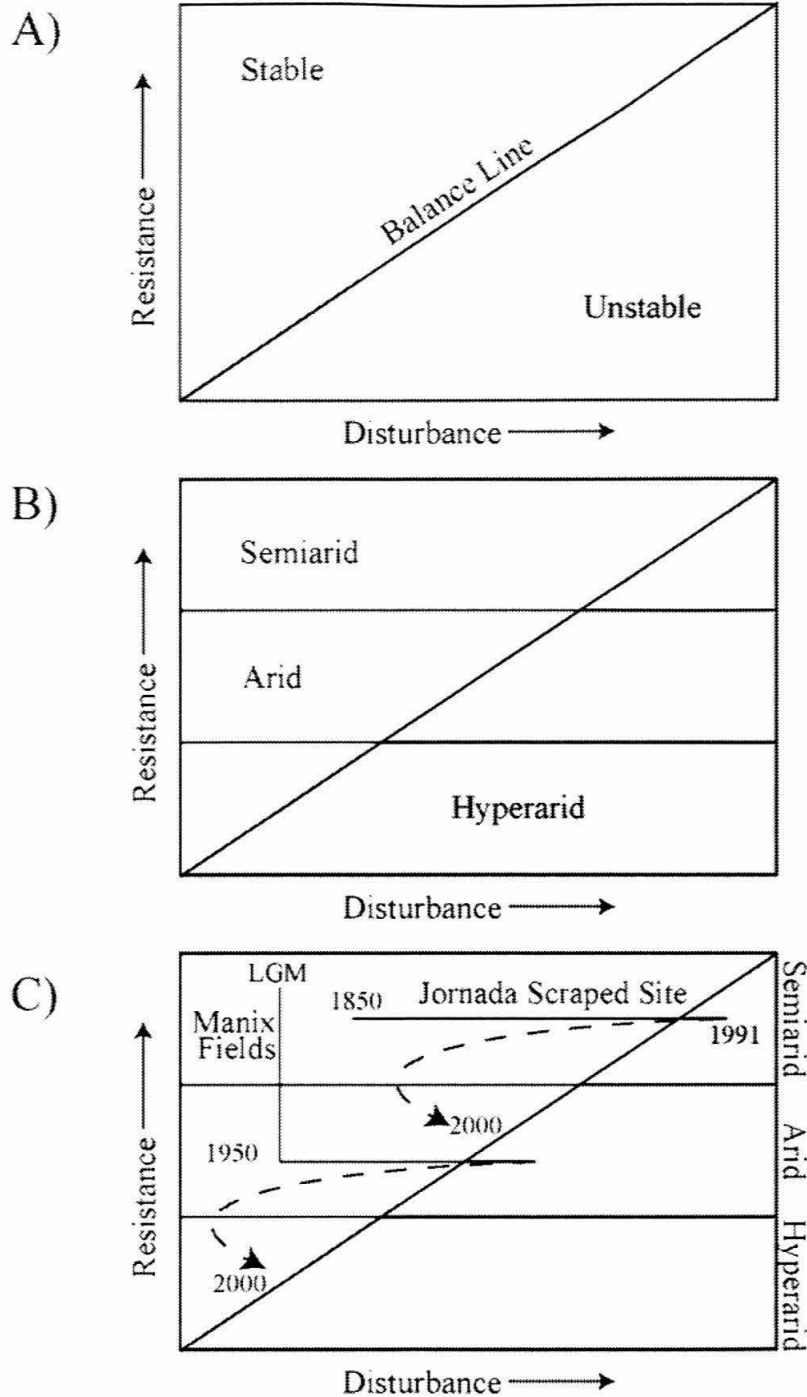 A)
Stable
Balance Line
Unstable
Resistance
Disturbance
B)
Semiarid
Arid
Hyperarid
Resistance
Disturbance
C)
LGM
Manix
Fields
1850
Jornada Scraped Site
1991
2000
1950
2000
Semiarid
Arid
Hyperarid
Resistance
Disturbance